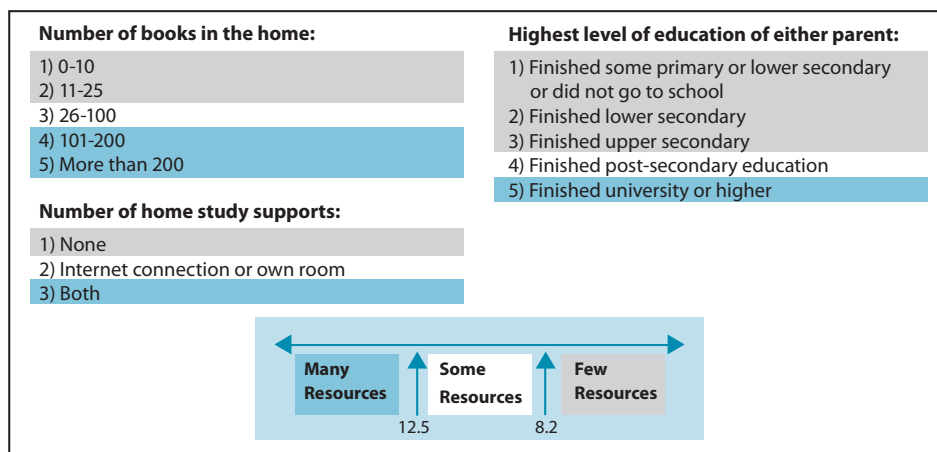 Number of books in the home:
1) 0-10
2) 11-25
3) 26-100
4) 101-200
5) More than 200
Number of home study supports:
1) None
2) Internet connection or own room
3) Both
Highest level of education of either parent:
1) Finished some primary or lower secondary
or did not go to school
2) Finished lower secondary
3) Finished upper secondary
4) Finished post-secondary education
5) Finished university or higher
Many
Resources
Some
Resources
Few
Resources
12.5
8.2